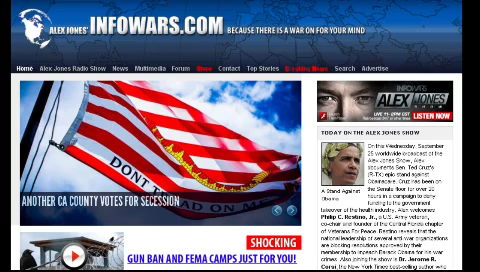 ALEX JONES' INFOWARS.COM BECAUSE THERE IS A WAR ON FOR YOUR MIND
Home Alex Jones Radio Show News Multimedia Forum Store Contact Top Stories Breaking News Search Advertise
DONT TREAD ON
ANOTHER CA COUNTY VOTES FOR SECESSION
SHOCKING
GUN BAN AND FEMA CAMPS JUST FOR YOU!
INFOWARS
ALEX JONES
LISTEN NOW
TODAY ON THE ALEX JONES SHOW
A Stand Against
Obama
On this Wednesday, September
25 worldwide broadcast of the
Alex Jones Show, Alex
documents Sen. Ted Cruz's
(R-TX) epic stand against
Obamacare. Cruz has been on
the Senate floor for over 20
hours in a campaign to deny
funding to the government
takeover of the health industry. Alan welcomes
Philip C. Restino, Jr., a U.S. Army veteran,
co-chair and founder of the Central Florida chapter
of Veterans For Peace. Restino reveals that the
national leadership of several anti-war organizations
are blocking resolutions approved by their
membership to impeach Barack Obama for his war
crimes. Also joining the show is Dr. Jerome R.
Corsi, the New York Times best-selling author who